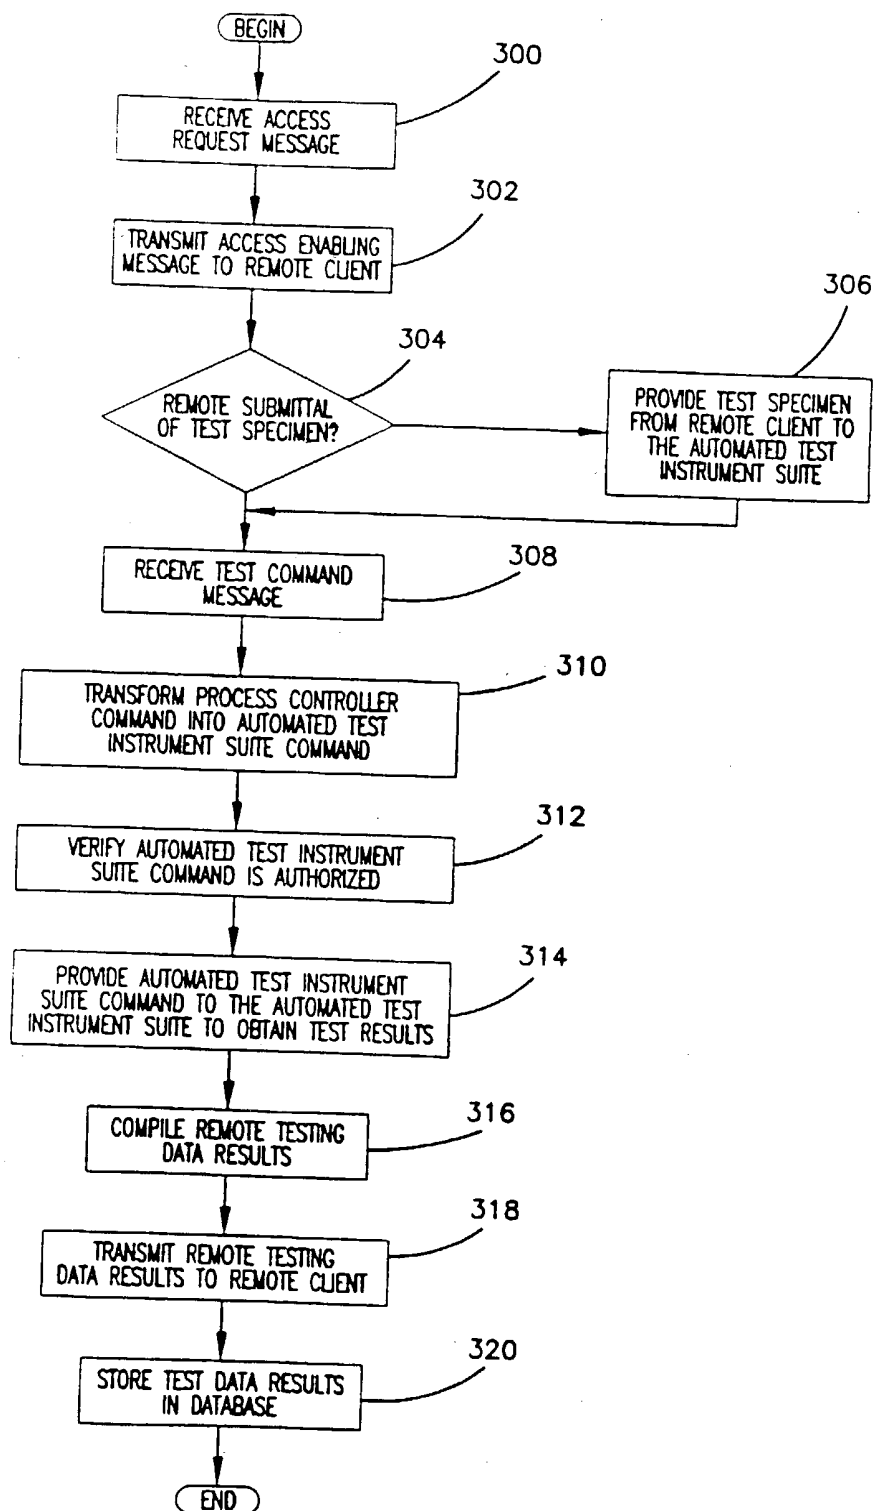 BEGIN
300
RECEIVE ACCESS
REQUEST MESSAGE
302
TRANSMIT ACCESS ENABLING
MESSAGE TO REMOTE CLIENT
304
REMOTE SUBMITTAL
OF TEST SPECIMEN?
306
PROVIDE TEST SPECIMEN
FROM REMOTE CLIENT TO
THE AUTOMATED TEST
INSTRUMENT SUITE
308
RECEIVE TEST COMMAND
MESSAGE
310
TRANSFORM PROCESS CONTROLLER
COMMAND INTO AUTOMATED TEST
INSTRUMENT SUITE COMMAND
312
VERIFY AUTOMATED TEST INSTRUMENT
SUITE COMMAND IS AUTHORIZED
314
PROVIDE AUTOMATED TEST INSTRUMENT
SUITE COMMAND TO THE AUTOMATED TEST
INSTRUMENT SUITE TO OBTAIN TEST RESULTS
316
COMPILE REMOTE TESTING
DATA RESULTS
318
TRANSMIT REMOTE TESTING
DATA RESULTS TO REMOTE CLIENT
320
STORE TEST DATA RESULTS
IN DATABASE
END